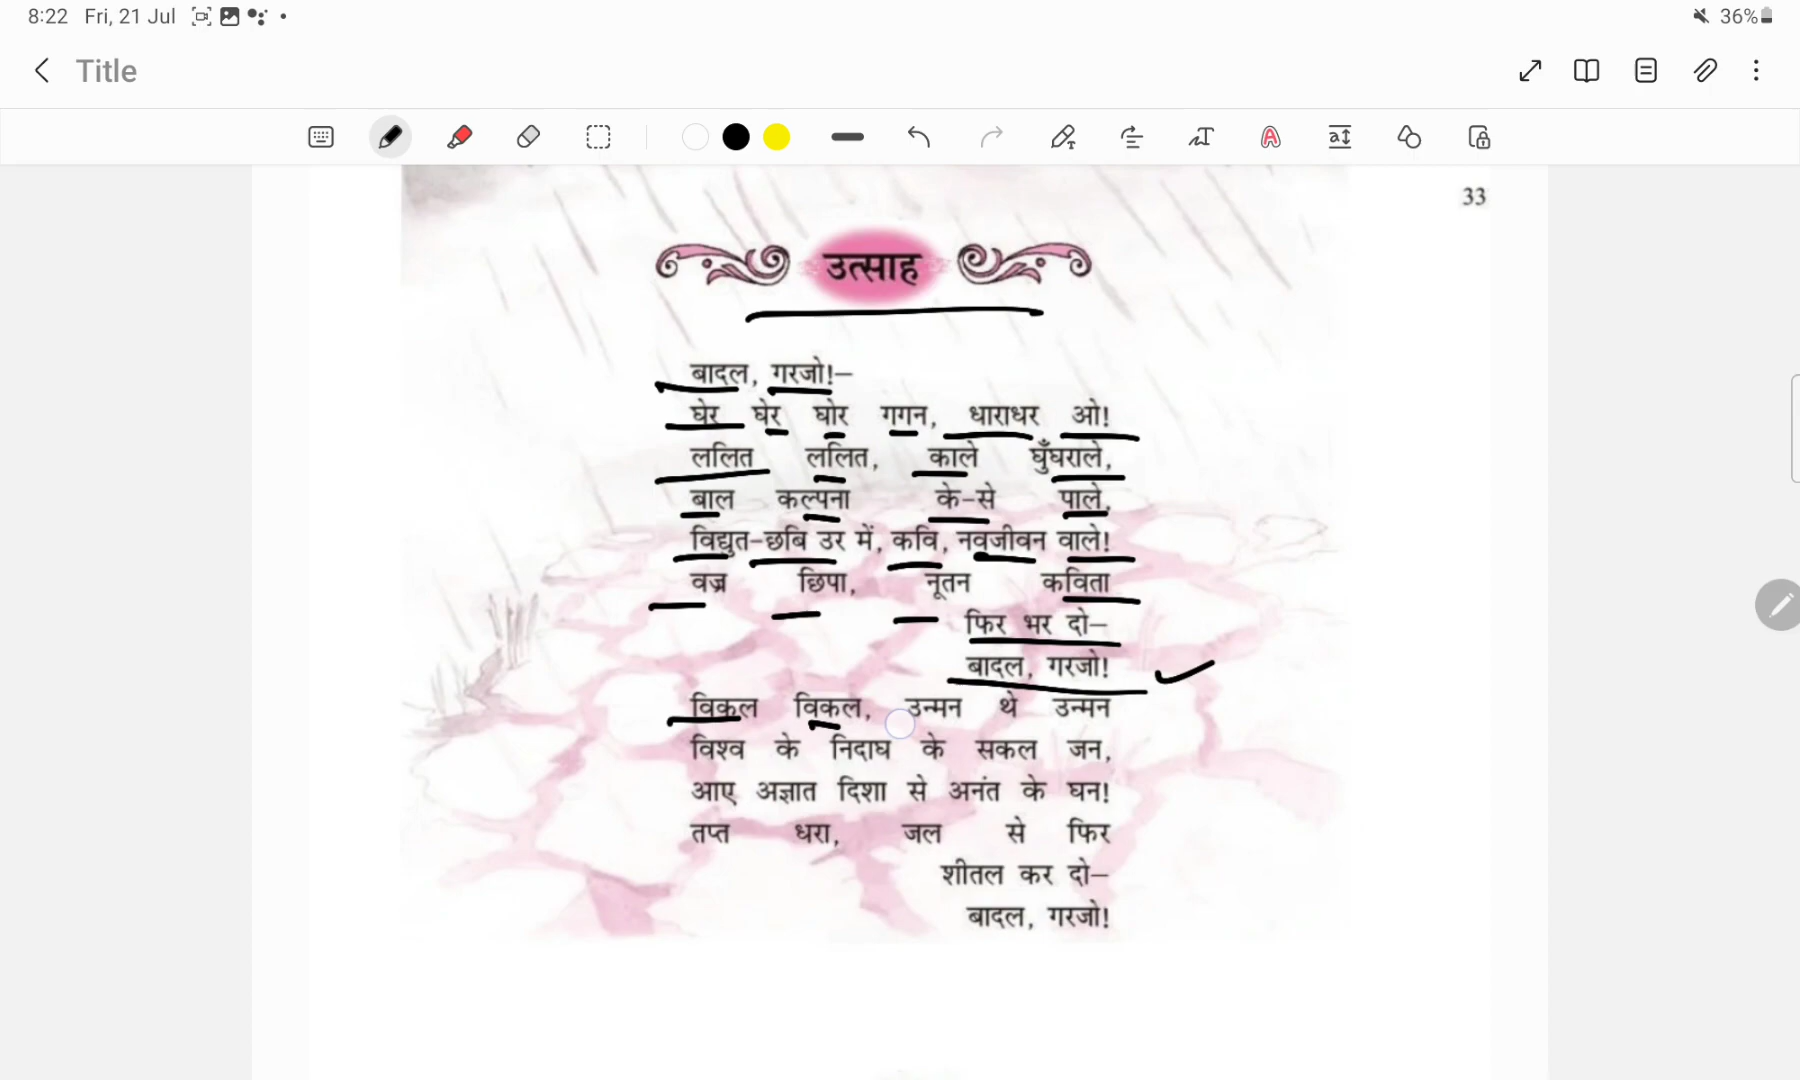 8:22 Fri, 21 Jul
36%
Title
33
उत्साह
बादल, गरजो!–
घेर घेर घोर गगन, धाराधर ओ!
ललित ललित, काले घुँघराले,
बाल कल्पना के-से पाले,
विद्युत-छबि उर में, कवि, नवजीवन वाले!
वज्र छिपा, नूतन कविता
फिर भर दो–
बादल, गरजो!
विकल विकल, उन्मन थे उन्मन
विश्व के निदाघ के सकल जन,
आए अज्ञात दिशा से अनंत के घन!
तप्त धरा, जल से फिर
शीतल कर दो–
बादल, गरजो!